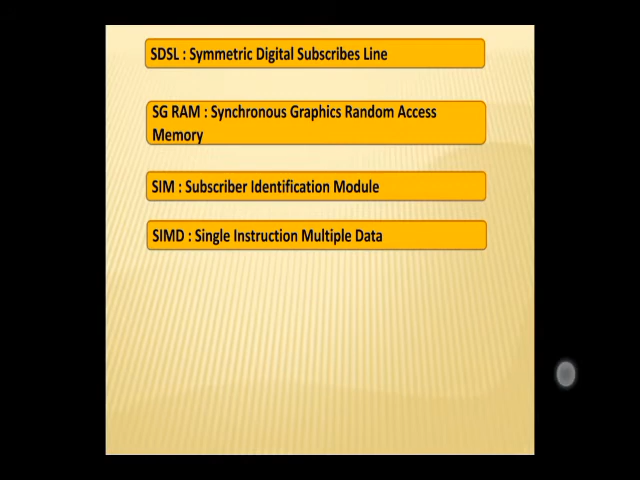 SDSL : Symmetric Digital Subscribes Line
SG RAM : Synchronous Graphics Random Access
Memory
SIM : Subscriber Identification Module
SIMD : Single Instruction Multiple Data